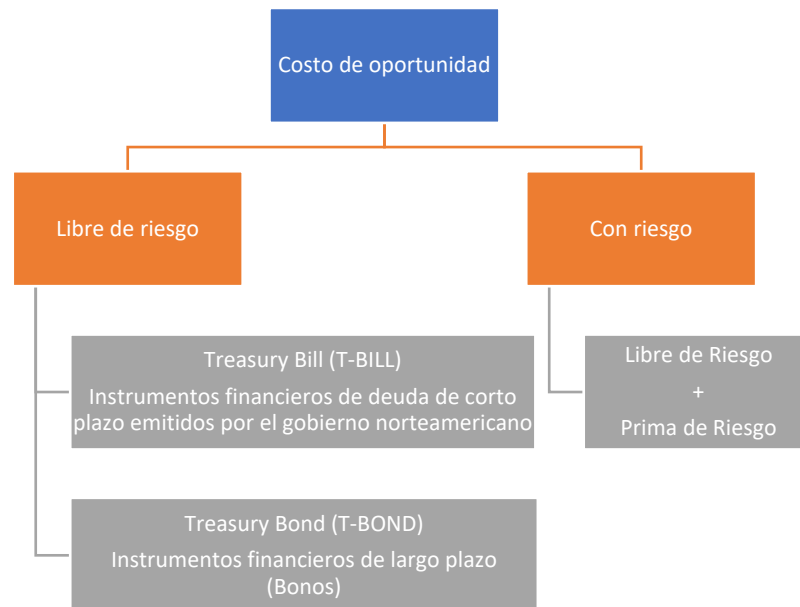 Costo de oportunidad
Libre de riesgo
Con riesgo
Treasury Bill (T-BILL)
Instrumentos financieros de deuda de corto
plazo emitidos por el gobierno norteamericano
Libre de Riesgo
+
Prima de Riesgo
Treasury Bond (T-BOND)
Instrumentos financieros de largo plazo
(Bonos)